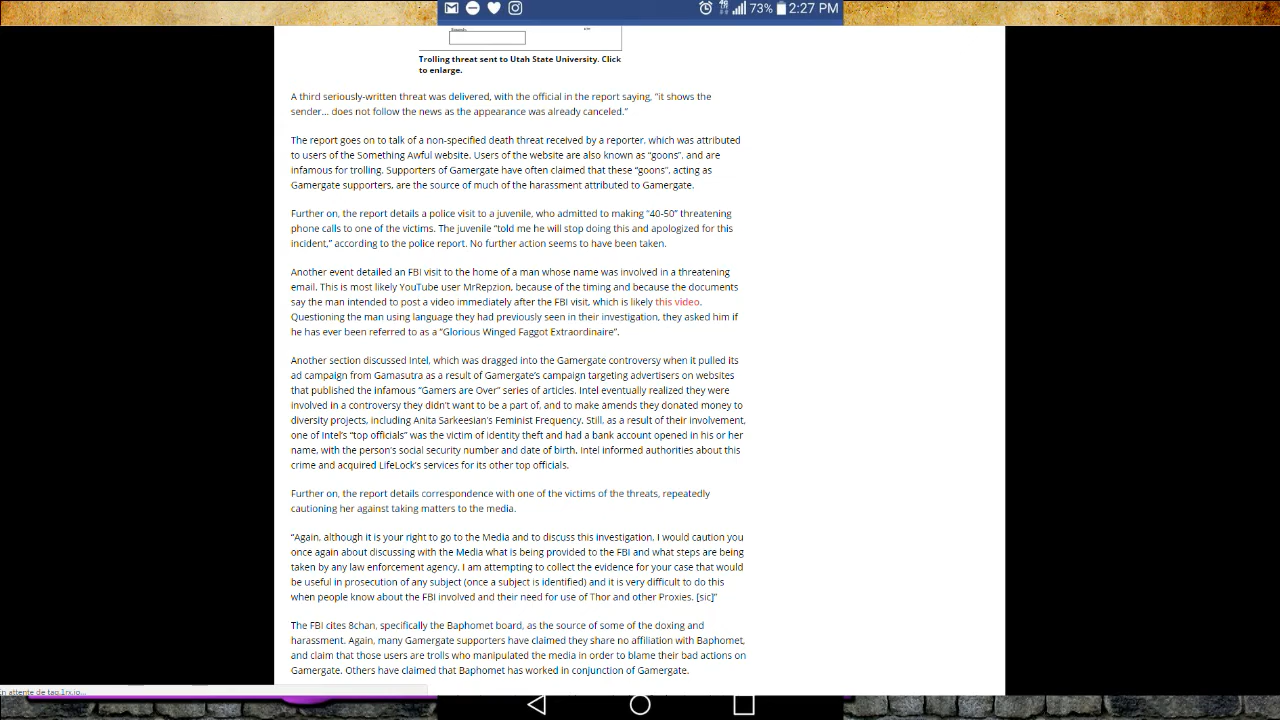 73% 2:27 PM
Trolling threat sent to Utah State University. Click
to enlarge.
A third seriously-written threat was delivered, with the official in the report saying, “it shows the
sender… does not follow the news as the appearance was already canceled.”
The report goes on to talk of a non-specified death threat received by a reporter, which was attributed
to users of the Something Awful website. Users of the website are also known as “goons”, and are
infamous for trolling. Supporters of Gamergate have often claimed that these “goons”, acting as
Gamergate supporters, are the source of much of the harassment attributed to Gamergate.
Further on, the report details a police visit to a juvenile, who admitted to making “40-50” threatening
phone calls to one of the victims. The juvenile “told me he will stop doing this and apologized for this
incident,” according to the police report. No further action seems to have been taken.
Another event detailed an FBI visit to the home of a man whose name was involved in a threatening
email. This is most likely YouTube user MrRepzion, because of the timing and because the documents
say the man intended to post a video immediately after the FBI visit, which is likely this video.
Questioning the man using language they had previously seen in their investigation, they asked him if
he has ever been referred to as a “Glorious Winged Faggot Extraordinaire”.
Another section discussed Intel, which was dragged into the Gamergate controversy when it pulled its
ad campaign from Gamasutra as a result of Gamergate’s campaign targeting advertisers on websites
that published the infamous “Gamers are Over” series of articles. Intel eventually realized they were
involved in a controversy they didn’t want to be a part of, and to make amends they donated money to
diversity projects, including Anita Sarkeesian’s Feminist Frequency. Still, as a result of their involvement,
one of Intel’s “top officials” was the victim of identity theft and had a bank account opened in his or her
name, with the person’s social security number and date of birth. Intel informed authorities about this
crime and acquired LifeLock’s services for its other top officials.
Further on, the report details correspondence with one of the victims of the threats, repeatedly
cautioning her against taking matters to the media.
“Again, although it is your right to go to the Media and to discuss this investigation, I would caution you
once again about discussing with the Media what is being provided to the FBI and what steps are being
taken by any law enforcement agency. I am attempting to collect the evidence for your case that would
be useful in prosecution of any subject (once a subject is identified) and it is very difficult to do this
when people know about the FBI involved and their need for use of Thor and other Proxies. [sic]”
The FBI cites 8chan, specifically the Baphomet board, as the source of some of the doxing and
harassment. Again, many Gamergate supporters have claimed they share no affiliation with Baphomet,
and claim that those users are trolls who manipulated the media in order to blame their bad actions on
Gamergate. Others have claimed that Baphomet has worked in conjunction of Gamergate.
En attente de tag.1rx.io...